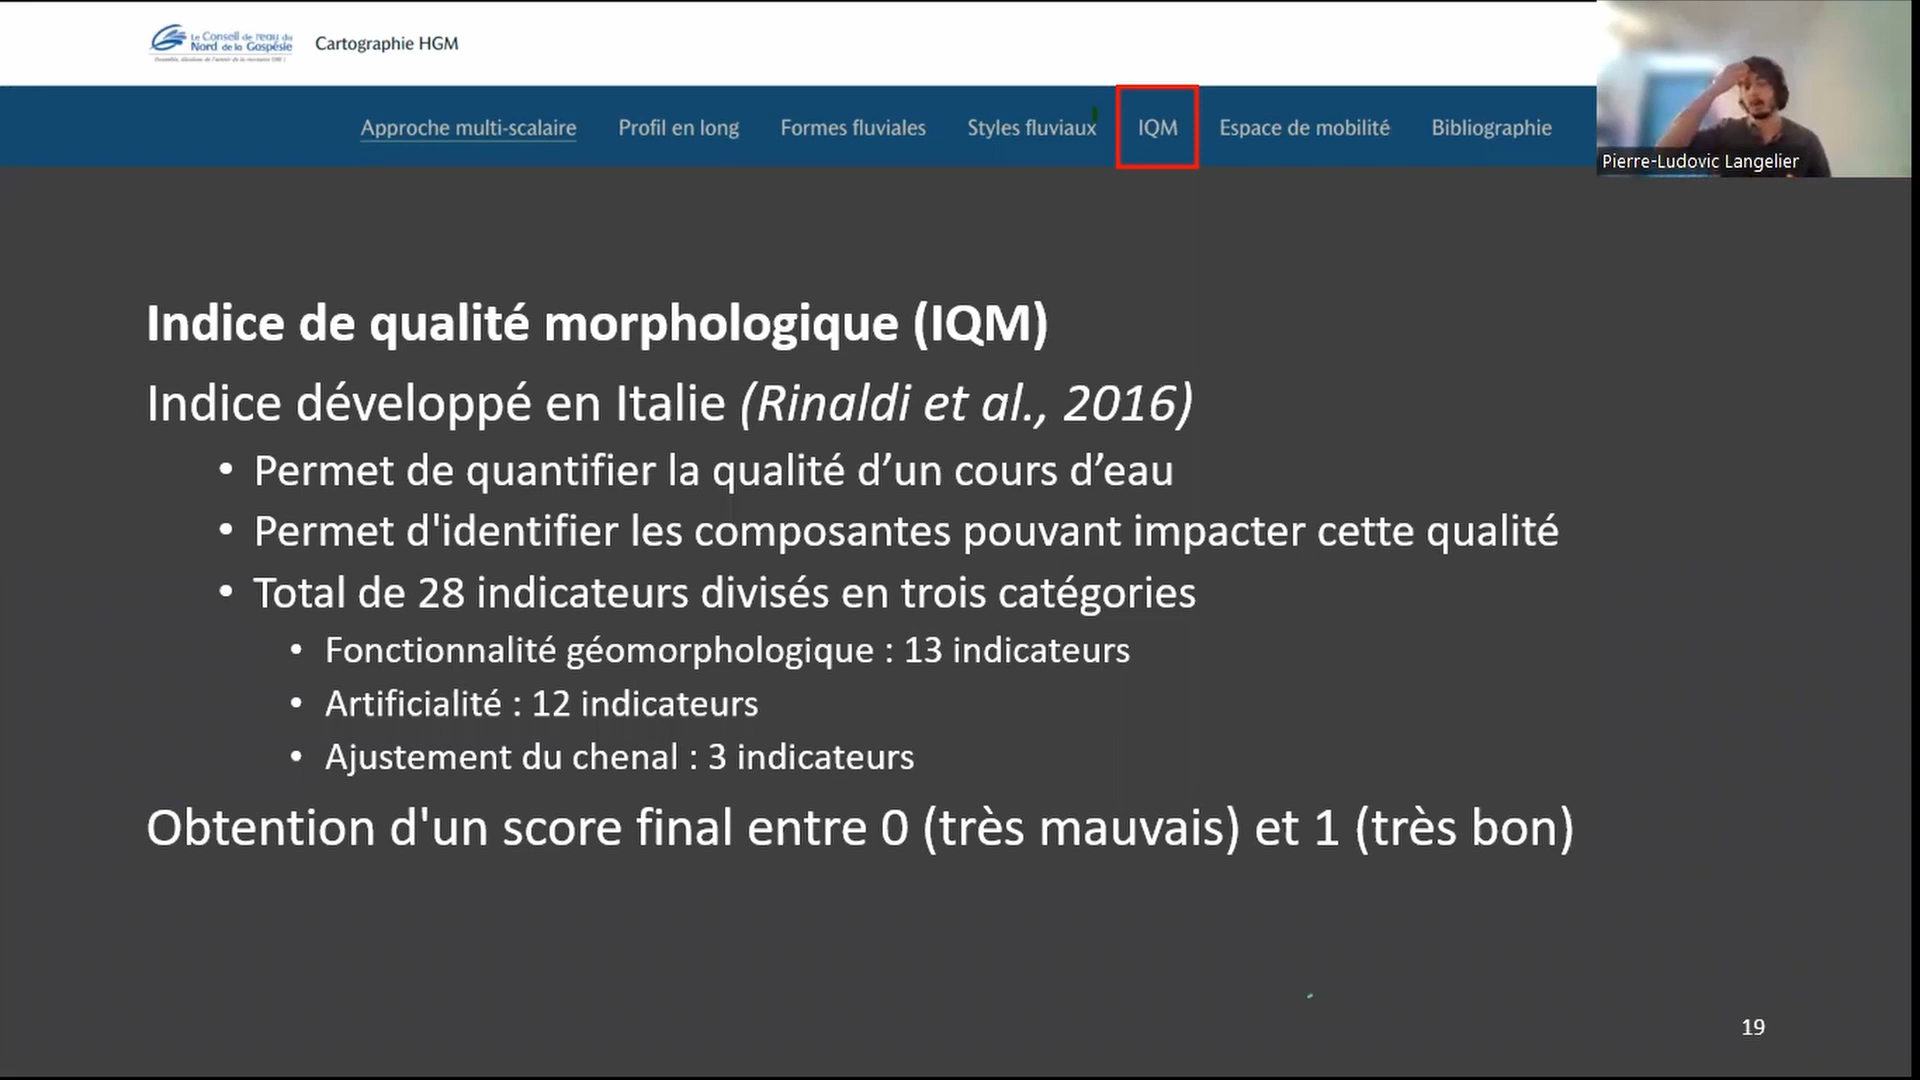 Le Conseil de l'eau du
Nord de la Gaspésie
Cartographie HGM
Approche multi-scalaire
Profil en long
Formes fluviales
Styles fluviaux
IQM
Espace de mobilité
Bibliographie
Pierre-Ludovic Langelier
Indice de qualité morphologique (IQM)
Indice développé en Italie (Rinaldi et al., 2016)
• Permet de quantifier la qualité d’un cours d’eau
• Permet d'identifier les composantes pouvant impacter cette qualité
• Total de 28 indicateurs divisés en trois catégories
• Fonctionnalité géomorphologique : 13 indicateurs
• Artificialité : 12 indicateurs
• Ajustement du chenal : 3 indicateurs
Obtention d'un score final entre 0 (très mauvais) et 1 (très bon)
19